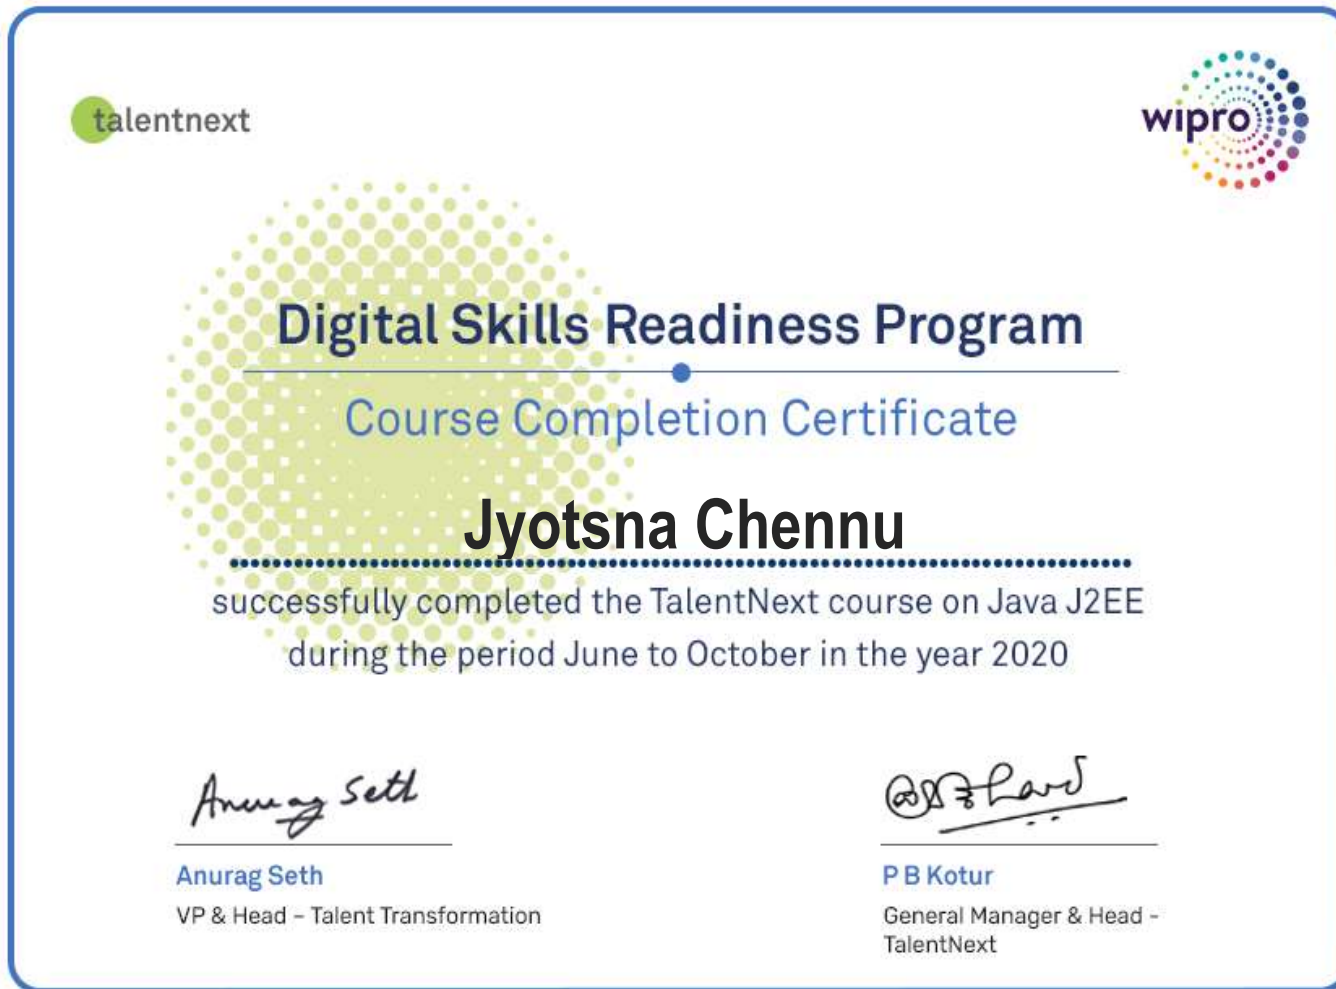 talentnext
wipro
Digital Skills Readiness Program
Course Completion Certificate
Jyotsna Chennu
successfully completed the TalentNext course on Java J2EE
during the period June to October in the year 2020
Anurag Seth
Anurag Seth
VP & Head – Talent Transformation
P B Kotur
General Manager & Head -
TalentNext